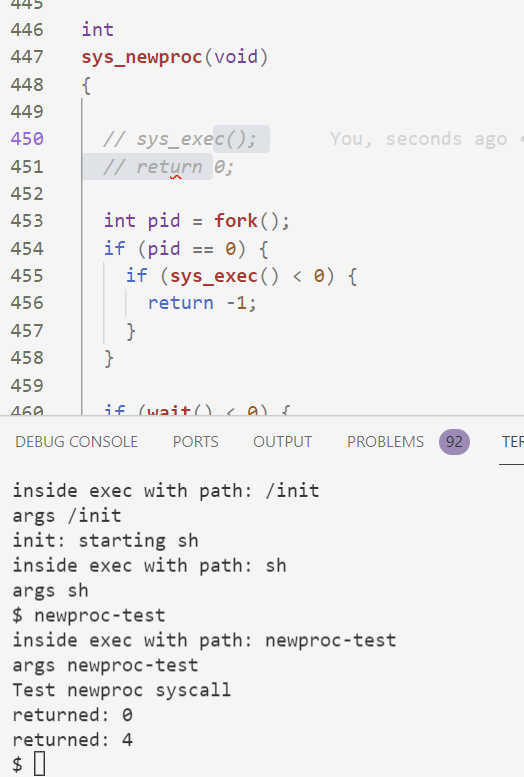 445
446 int
447 sys_newproc(void)
448 {
449
450 // sys_exec(); You, seconds ago •
451 // return 0;
452
453 int pid = fork();
454 if (pid == 0) {
455 if (sys_exec() < 0) {
456 return -1;
457 }
458 }
459
460 if (wait() < 0) {
DEBUG CONSOLE PORTS OUTPUT PROBLEMS 92 TER
inside exec with path: /init
args /init
init: starting sh
inside exec with path: sh
args sh
$ newproc-test
inside exec with path: newproc-test
args newproc-test
Test newproc syscall
returned: 0
returned: 4
$